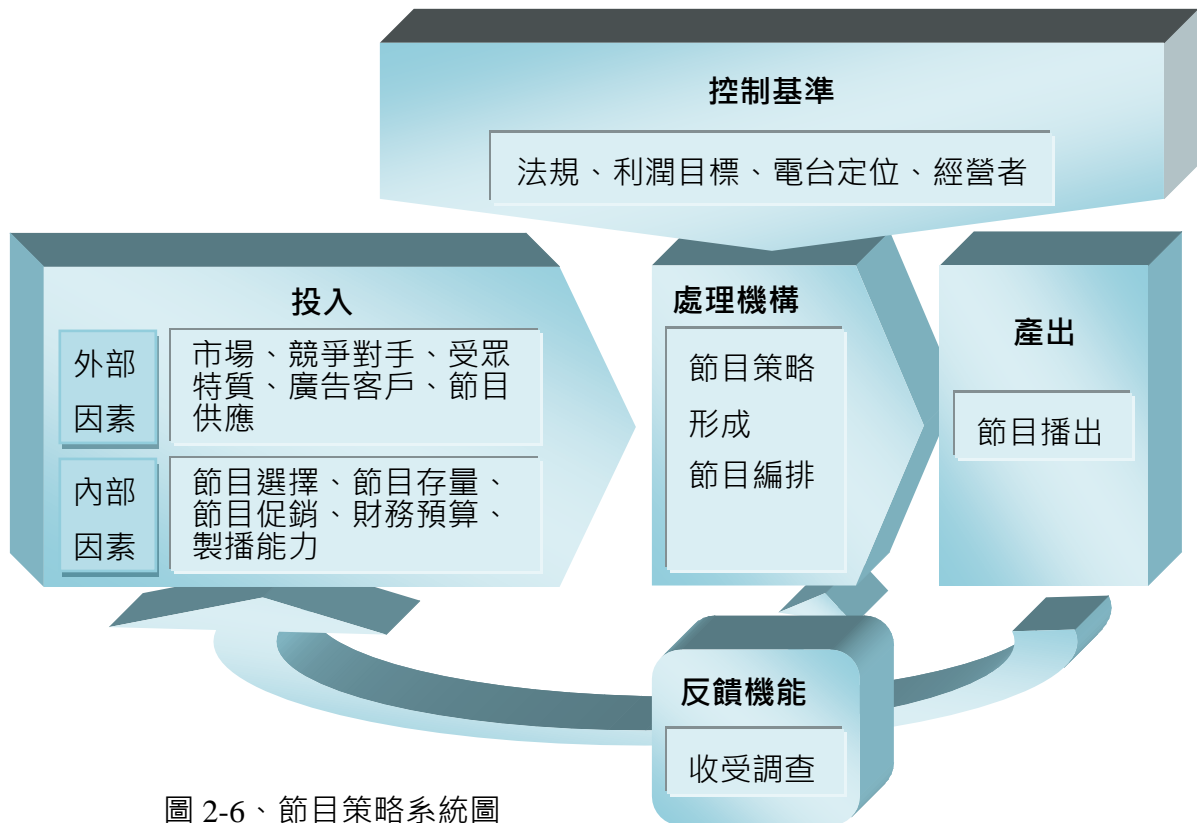 控制基準
法規、利潤目標、電台定位、經營者
投入
外部
因素
市場、競爭對手、受眾
特質、廣告客戶、節目
供應
內部
因素
節目選擇、節目存量、
節目促銷、財務預算、
製播能力
處理機構
節目策略
形成
節目編排
產出
節目播出
反饋機能
收受調查
圖 2-6、節目策略系統圖